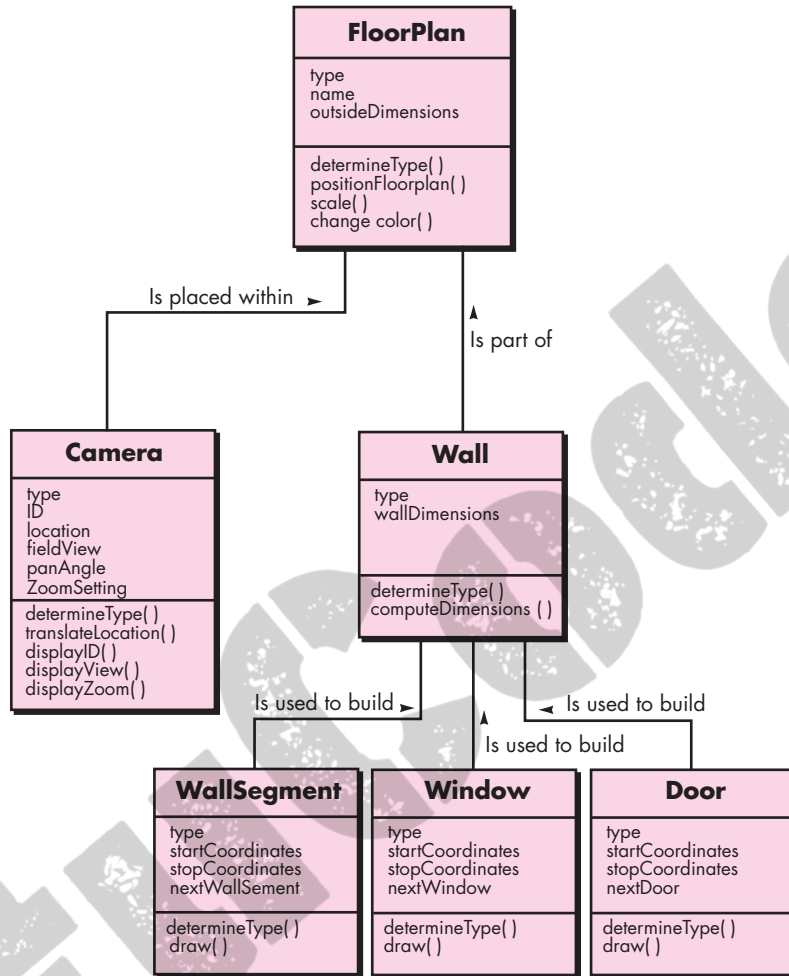 FloorPlan
type
name
outsideDimensions
determineType( )
positionFloorplan( )
scale( )
change color( )
Is placed within
Is part of
Camera
type
ID
location
fieldView
panAngle
ZoomSetting
determineType( )
translateLocation( )
displayID( )
displayView( )
displayZoom( )
Wall
type
wallDimensions
determineType( )
computeDimensions ( )
Is used to build
Is used to build
Is used to build
WallSegment
type
startCoordinates
stopCoordinates
nextWallSement
determineType( )
draw( )
Window
type
startCoordinates
stopCoordinates
nextWindow
determineType( )
draw( )
Door
type
startCoordinates
stopCoordinates
nextDoor
determineType( )
draw( )